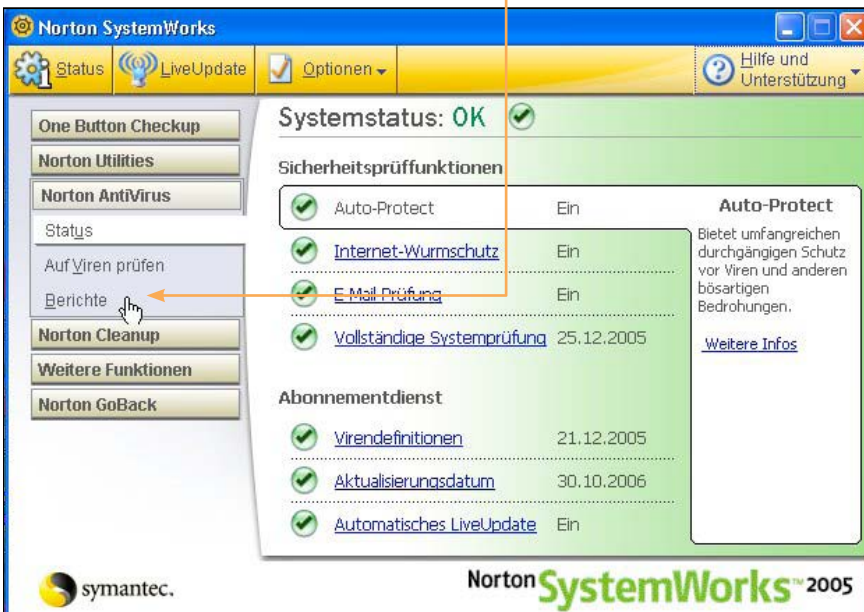 Norton SystemWorks
Status LiveUpdate Optionen Hilfe und
Unterstützung
One Button Checkup
Norton Utilities
Norton AntiVirus
Status
Auf Viren prüfen
Berichte
Norton Cleanup
Weitere Funktionen
Norton GoBack
Systemstatus: OK
Sicherheitsprüffunktionen
Auto-Protect Ein
Internet-Wurmschutz Ein
E-Mail Prüfung Ein
Vollständige Systemprüfung 25.12.2005
Abonnementdienst
Virendefinitionen 21.12.2005
Aktualisierungsdatum 30.10.2006
Automatisches LiveUpdate Ein
Auto-Protect
Bietet umfangreichen
durchgängigen Schutz
vor Viren und anderen
bösartigen
Bedrohungen.
Weitere Infos
symantec.
Norton SystemWorks™ 2005